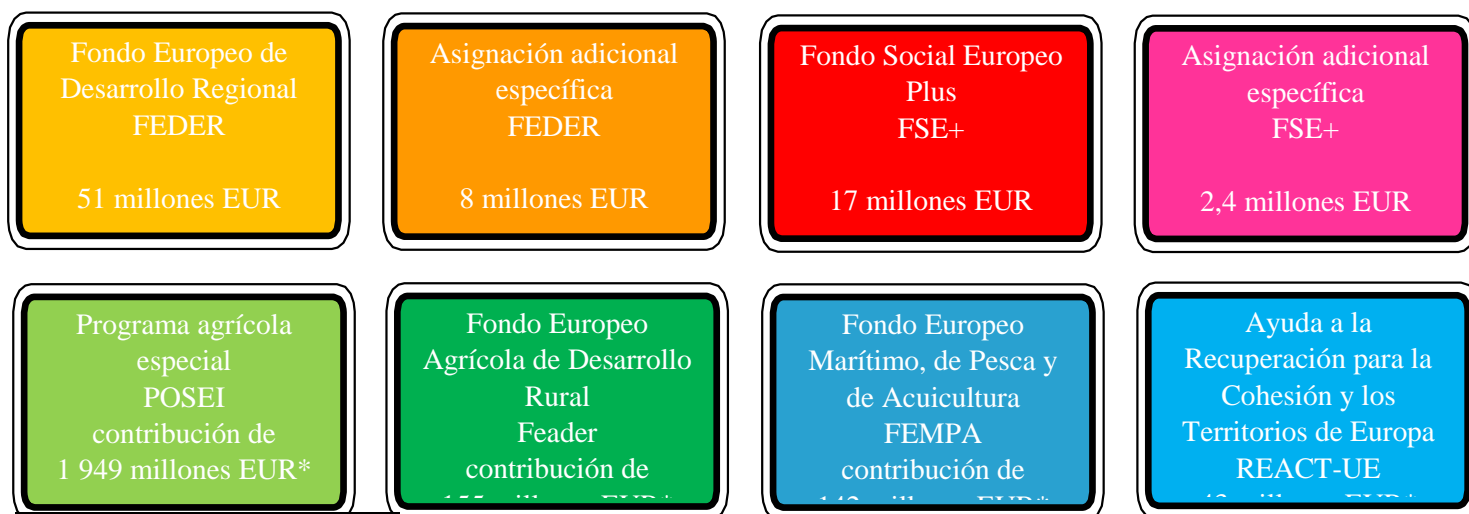 Fondo Europeo de
Desarrollo Regional
FEDER
51 millones EUR
Asignación adicional
específica
FEDER
8 millones EUR
Fondo Social Europeo
Plus
FSE+
17 millones EUR
Asignación adicional
específica
FSE+
2,4 millones EUR
Programa agrícola
especial
POSEI
contribución de
1 949 millones EUR*
Fondo Europeo
Agrícola de Desarrollo
Rural
Feader
contribución de
Fondo Europeo
Marítimo, de Pesca y
de Acuicultura
FEMPA
contribución de
Ayuda a la
Recuperación para la
Cohesión y los
Territorios de Europa
REACT-UE